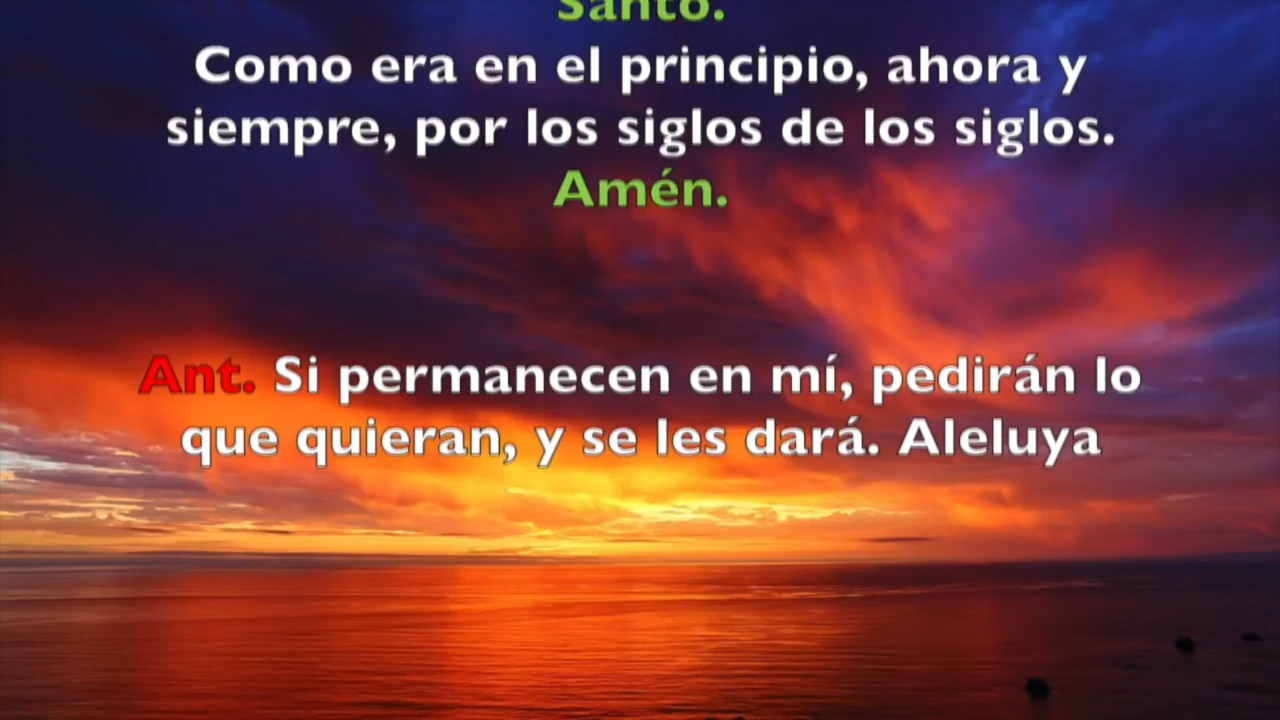 Santo.
Como era en el principio, ahora y
siempre, por los siglos de los siglos.
Amén.
Ant. Si permanecen en mí, pedirán lo
que quieran, y se les dará. Aleluya